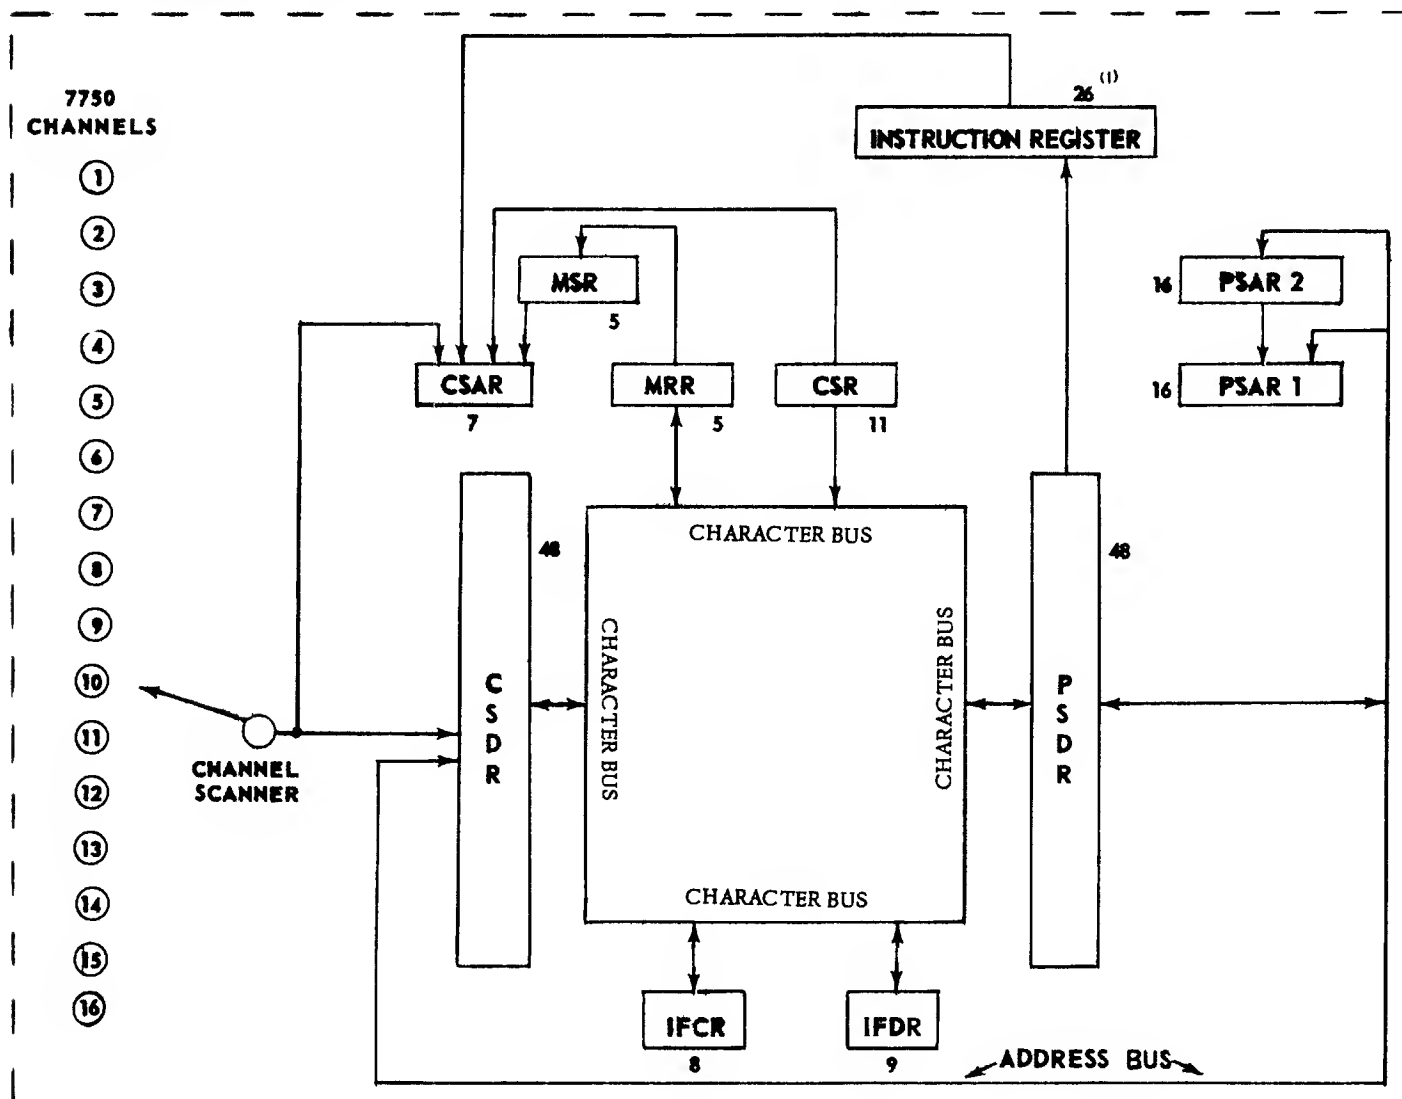 7750
CHANNELS
1
2
3
4
5
6
7
8
9
10
11
12
13
14
15
16
CHANNEL
SCANNER
26 (1)
INSTRUCTION REGISTER
MSR
5
CSAR
7
MRR
5
CSR
11
16 PSAR 2
16 PSAR 1
CSDR
48
CHARACTER BUS
CHARACTER BUS
CHARACTER BUS
CHARACTER BUS
PSDR
48
IFCR
8
IFDR
9
ADDRESS BUS